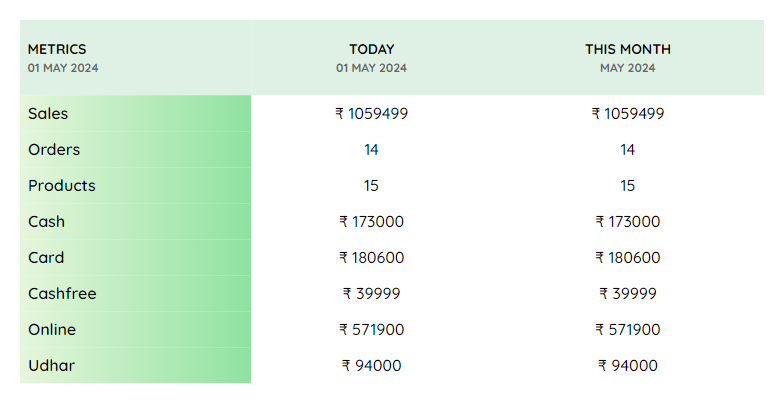 METRICS TODAY THIS MONTH
01 MAY 2024 01 MAY 2024 MAY 2024
Sales ₹ 1059499 ₹ 1059499
Orders 14 14
Products 15 15
Cash ₹ 173000 ₹ 173000
Card ₹ 180600 ₹ 180600
Cashfree ₹ 39999 ₹ 39999
Online ₹ 571900 ₹ 571900
Udhar ₹ 94000 ₹ 94000